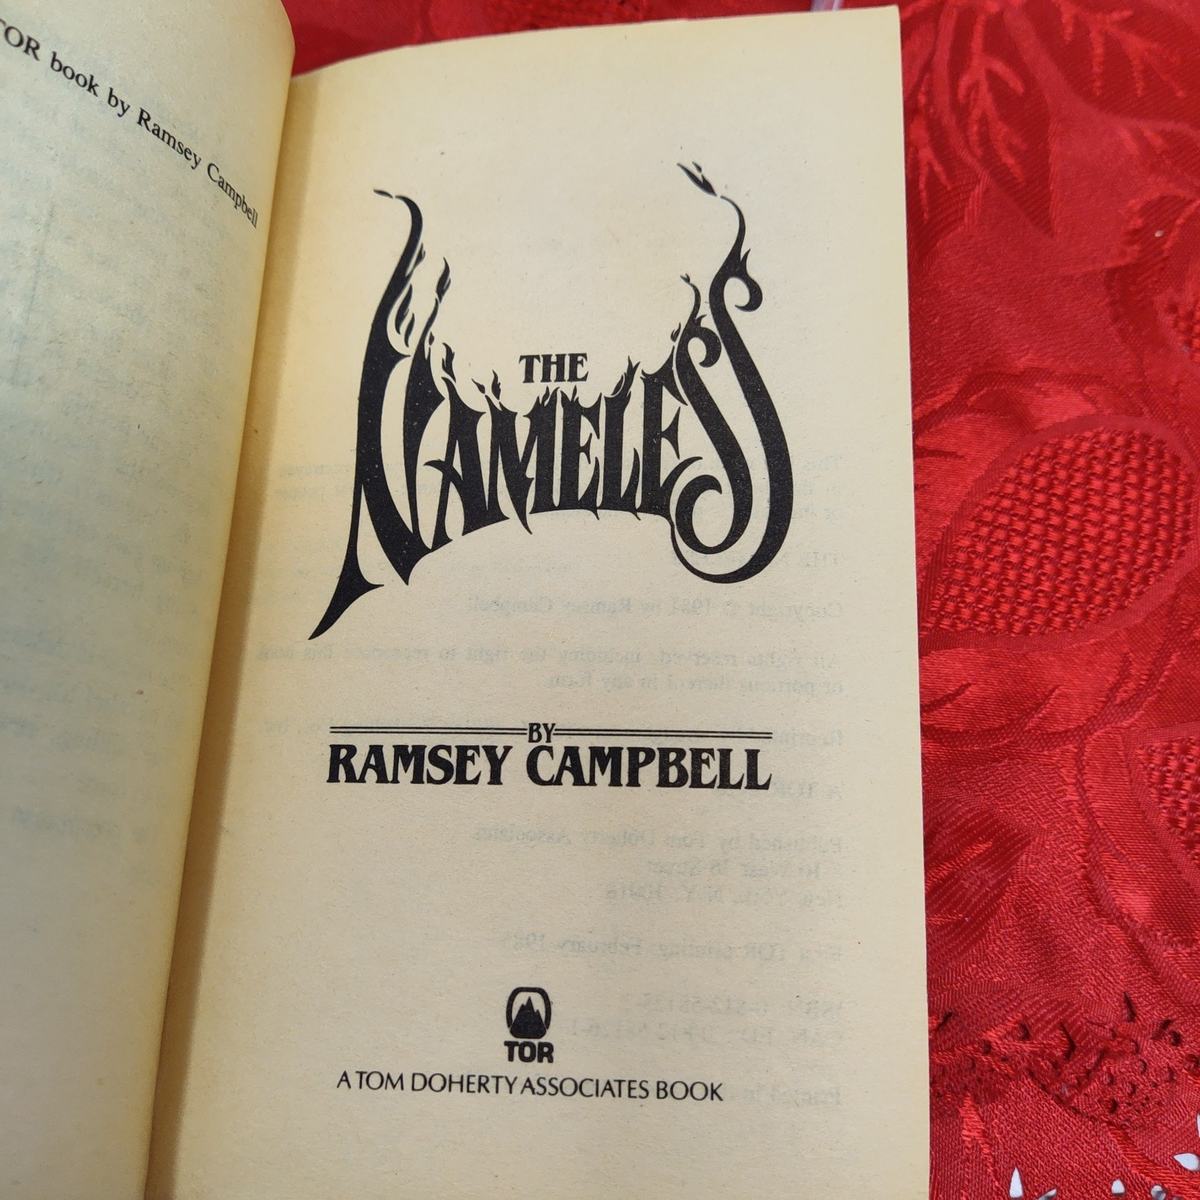 TOR book by Ramsey Campbell
THE
NAMELESS
BY
RAMSEY CAMPBELL
TOR
A TOM DOHERTY ASSOCIATES BOOK